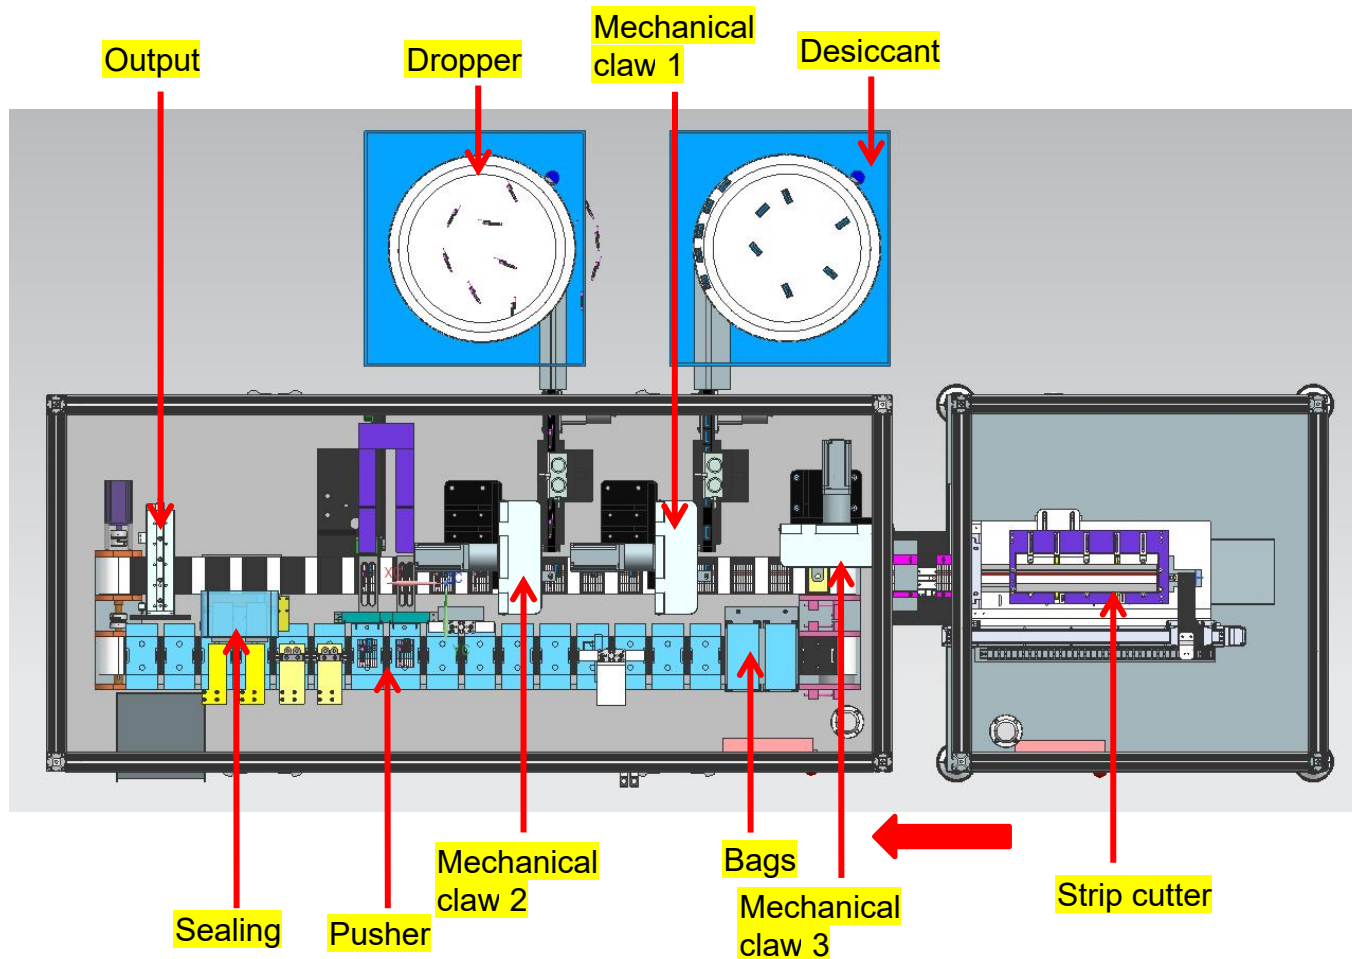 Output
Dropper
Mechanical
claw 1
Desiccant
Mechanical
claw 2
Bags
Mechanical
claw 3
Strip cutter
Sealing
Pusher